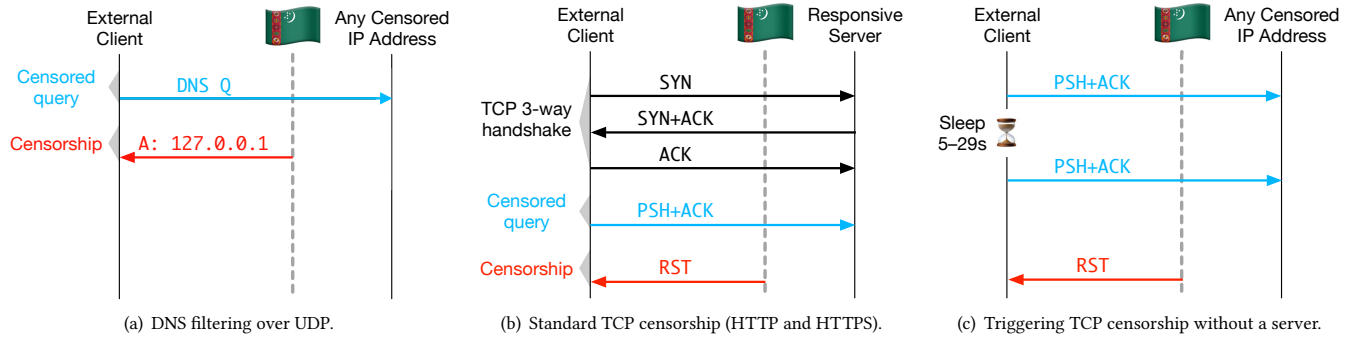 External
Client
Any Censored
IP Address
Censored
query
DNS Q
Censorship
A: 127.0.0.1
(a) DNS filtering over UDP.
External
Client
Responsive
Server
SYN
TCP 3-way
handshake
SYN+ACK
ACK
Censored
query
PSH+ACK
Censorship
RST
(b) Standard TCP censorship (HTTP and HTTPS).
External
Client
Any Censored
IP Address
PSH+ACK
Sleep
5–29s
PSH+ACK
RST
(c) Triggering TCP censorship without a server.